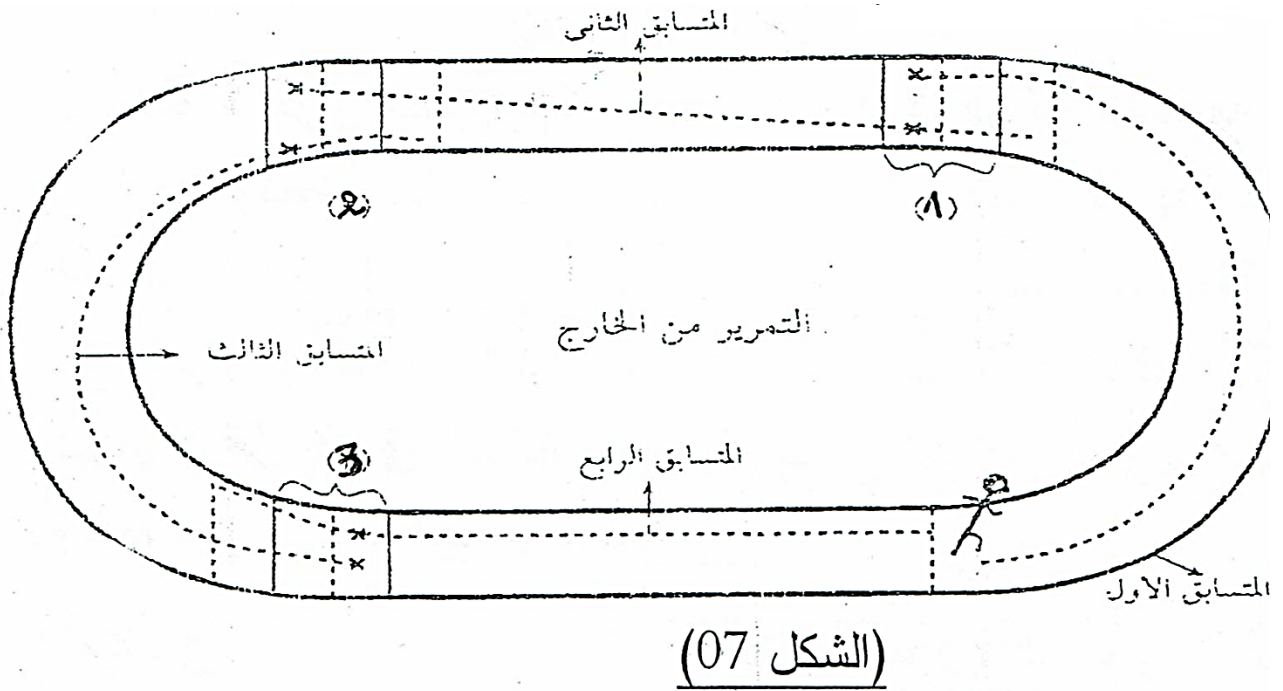 المتسابق الثاني
(1)
(2)
التمرير من الخارج
المتسابق الثالث
(3)
المتسابق الرابع
المتسابق الأول
(الشكل 07)